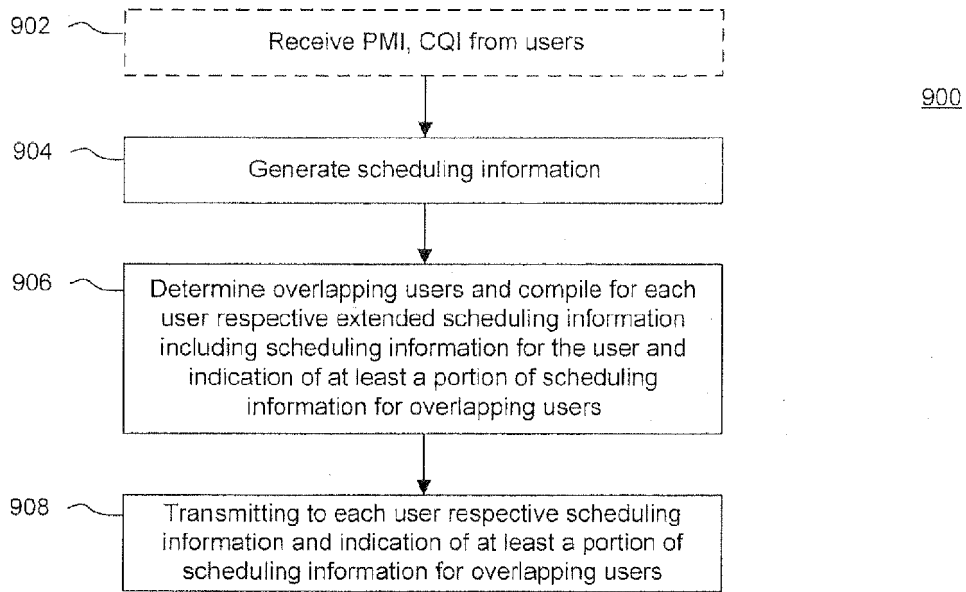 902
Receive PMI, CQI from users
900
904
Generate scheduling information
906
Determine overlapping users and compile for each
user respective extended scheduling information
including scheduling information for the user and
indication of at least a portion of scheduling
information for overlapping users
908
Transmitting to each user respective scheduling
information and indication of at least a portion of
scheduling information for overlapping users